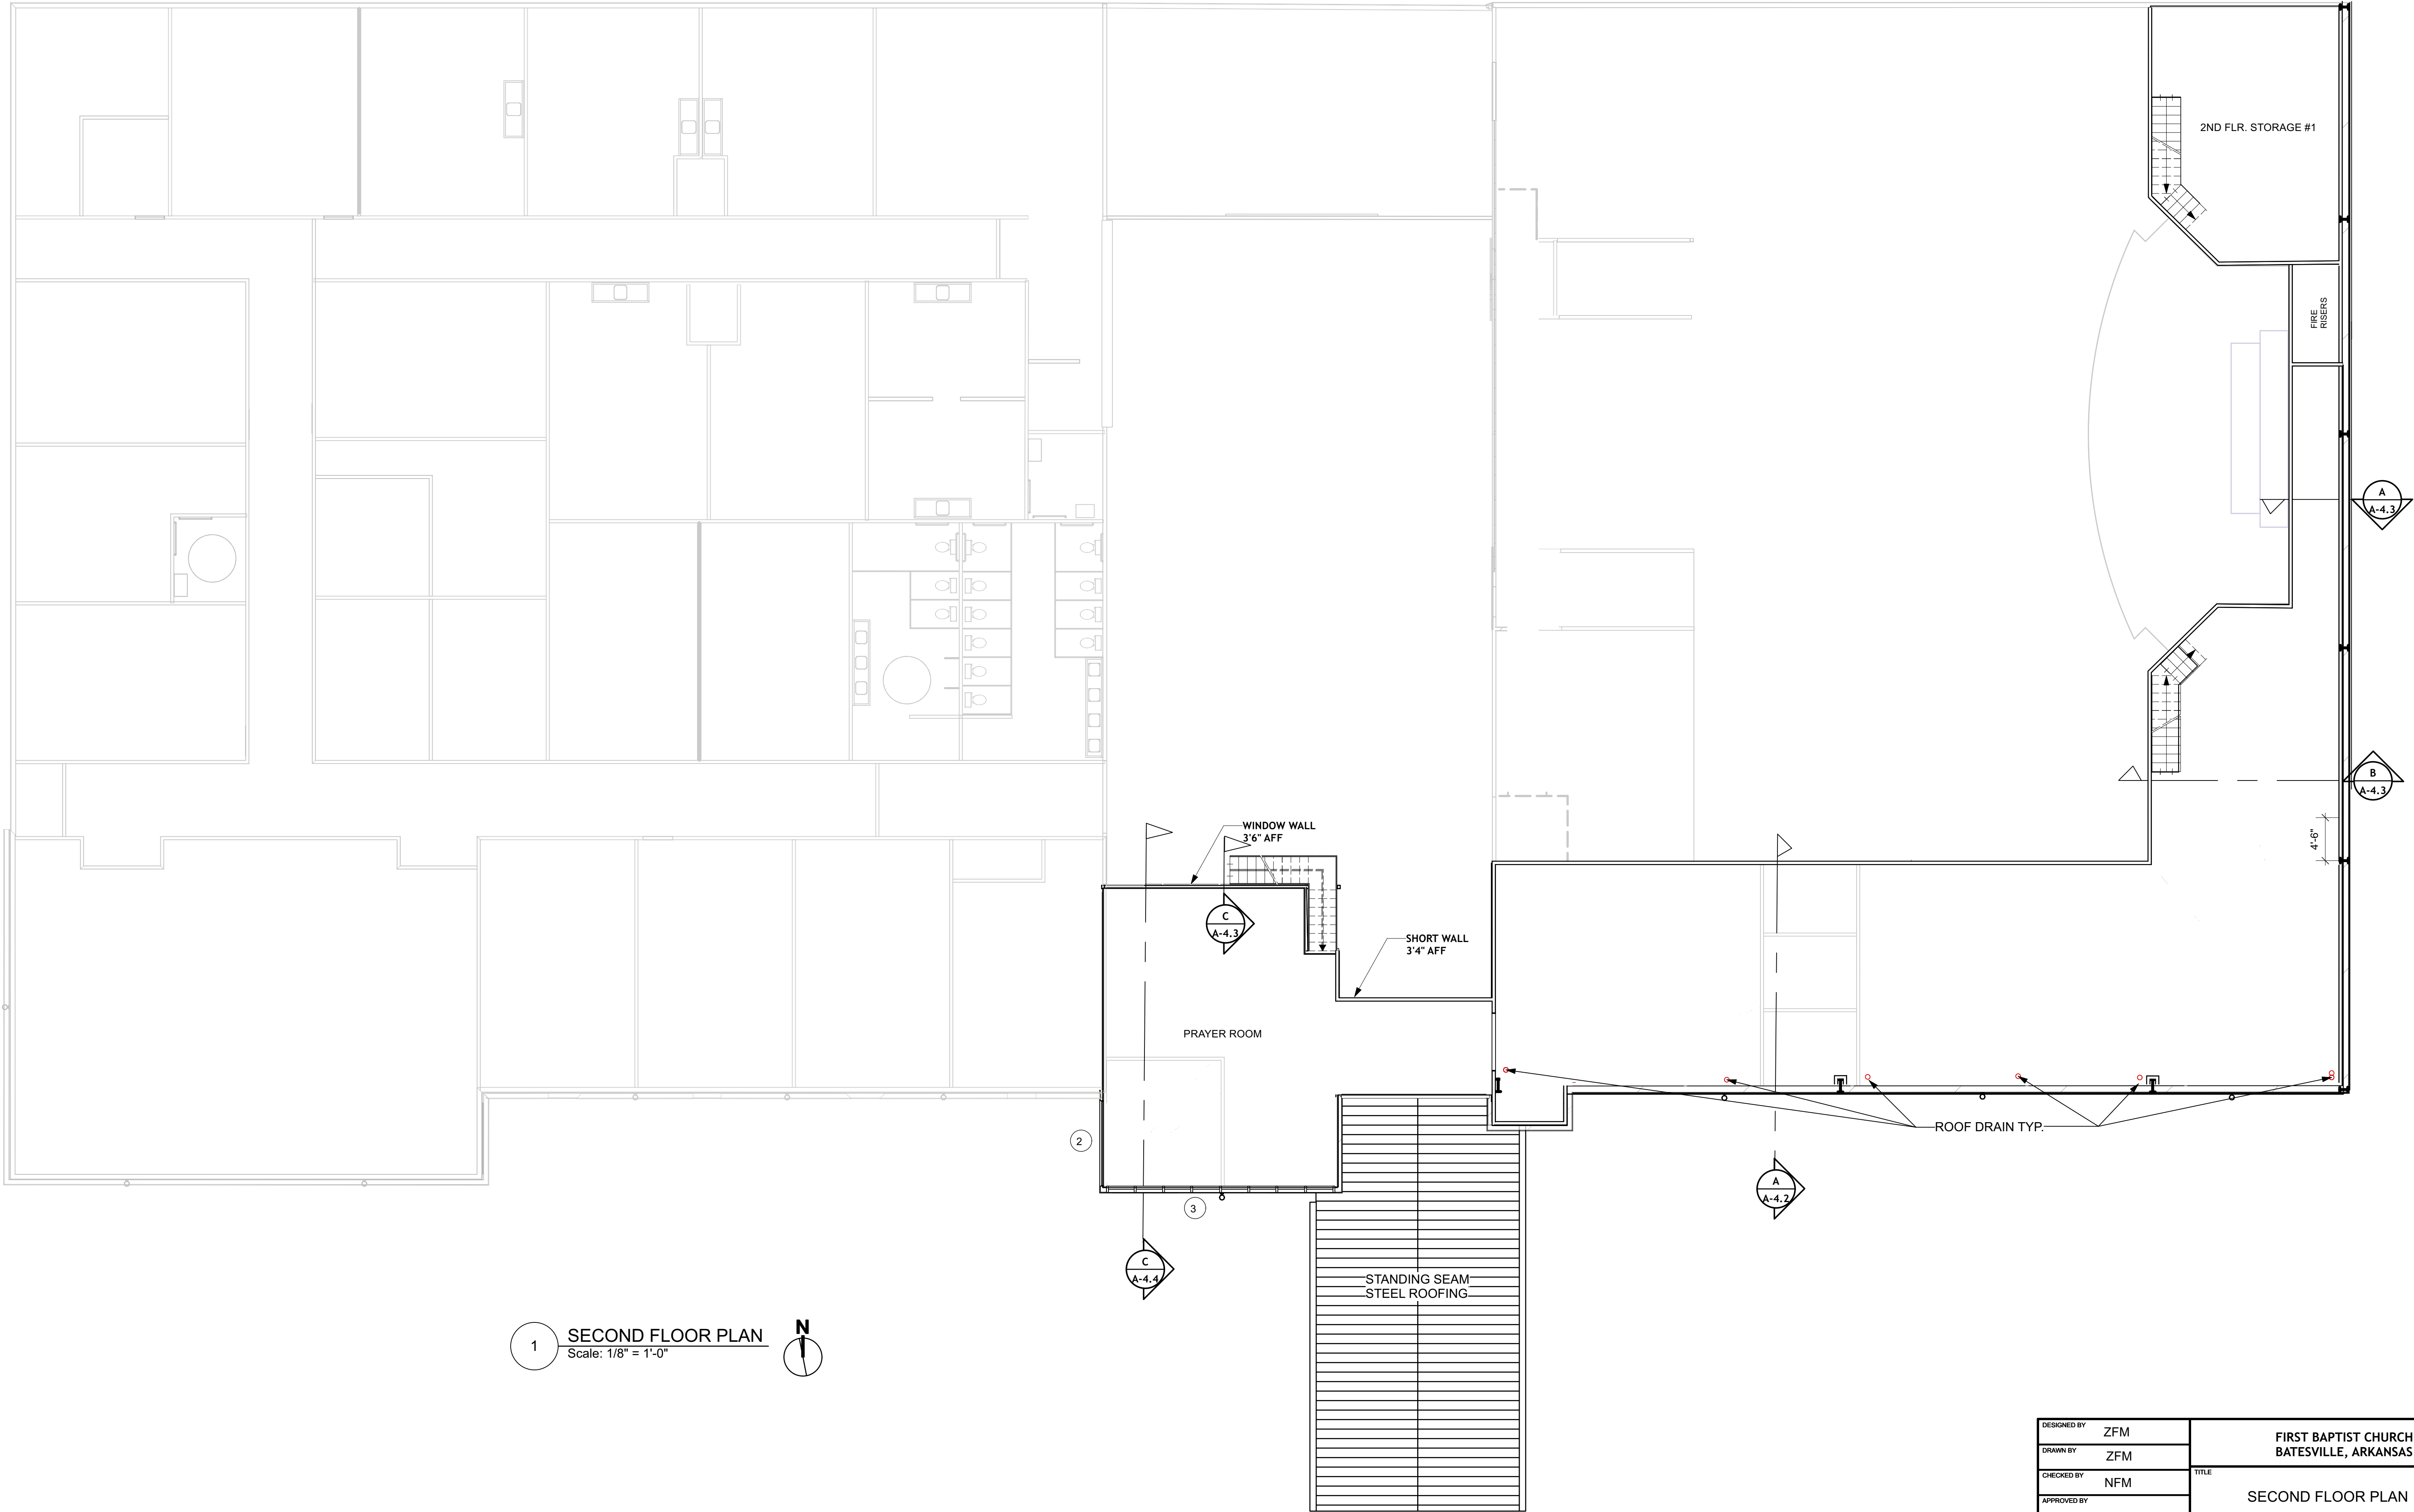 2ND FLR. STORAGE #1
FIRE
RISERS
A
A-4.3
B
A-4.3
4'-6"
WINDOW WALL
3'6" AFF
C
A-4.3
SHORT WALL
3'4" AFF
PRAYER ROOM
2
3
ROOF DRAIN TYP.
A
A-4.2
C
A-4.4
STANDING SEAM
STEEL ROOFING
1
SECOND FLOOR PLAN
Scale: 1/8" = 1'-0"
N
DESIGNED BY
ZFM
DRAWN BY
ZFM
CHECKED BY
NFM
APPROVED BY
FIRST BAPTIST CHURCH
BATESVILLE, ARKANSAS
TITLE
SECOND FLOOR PLAN